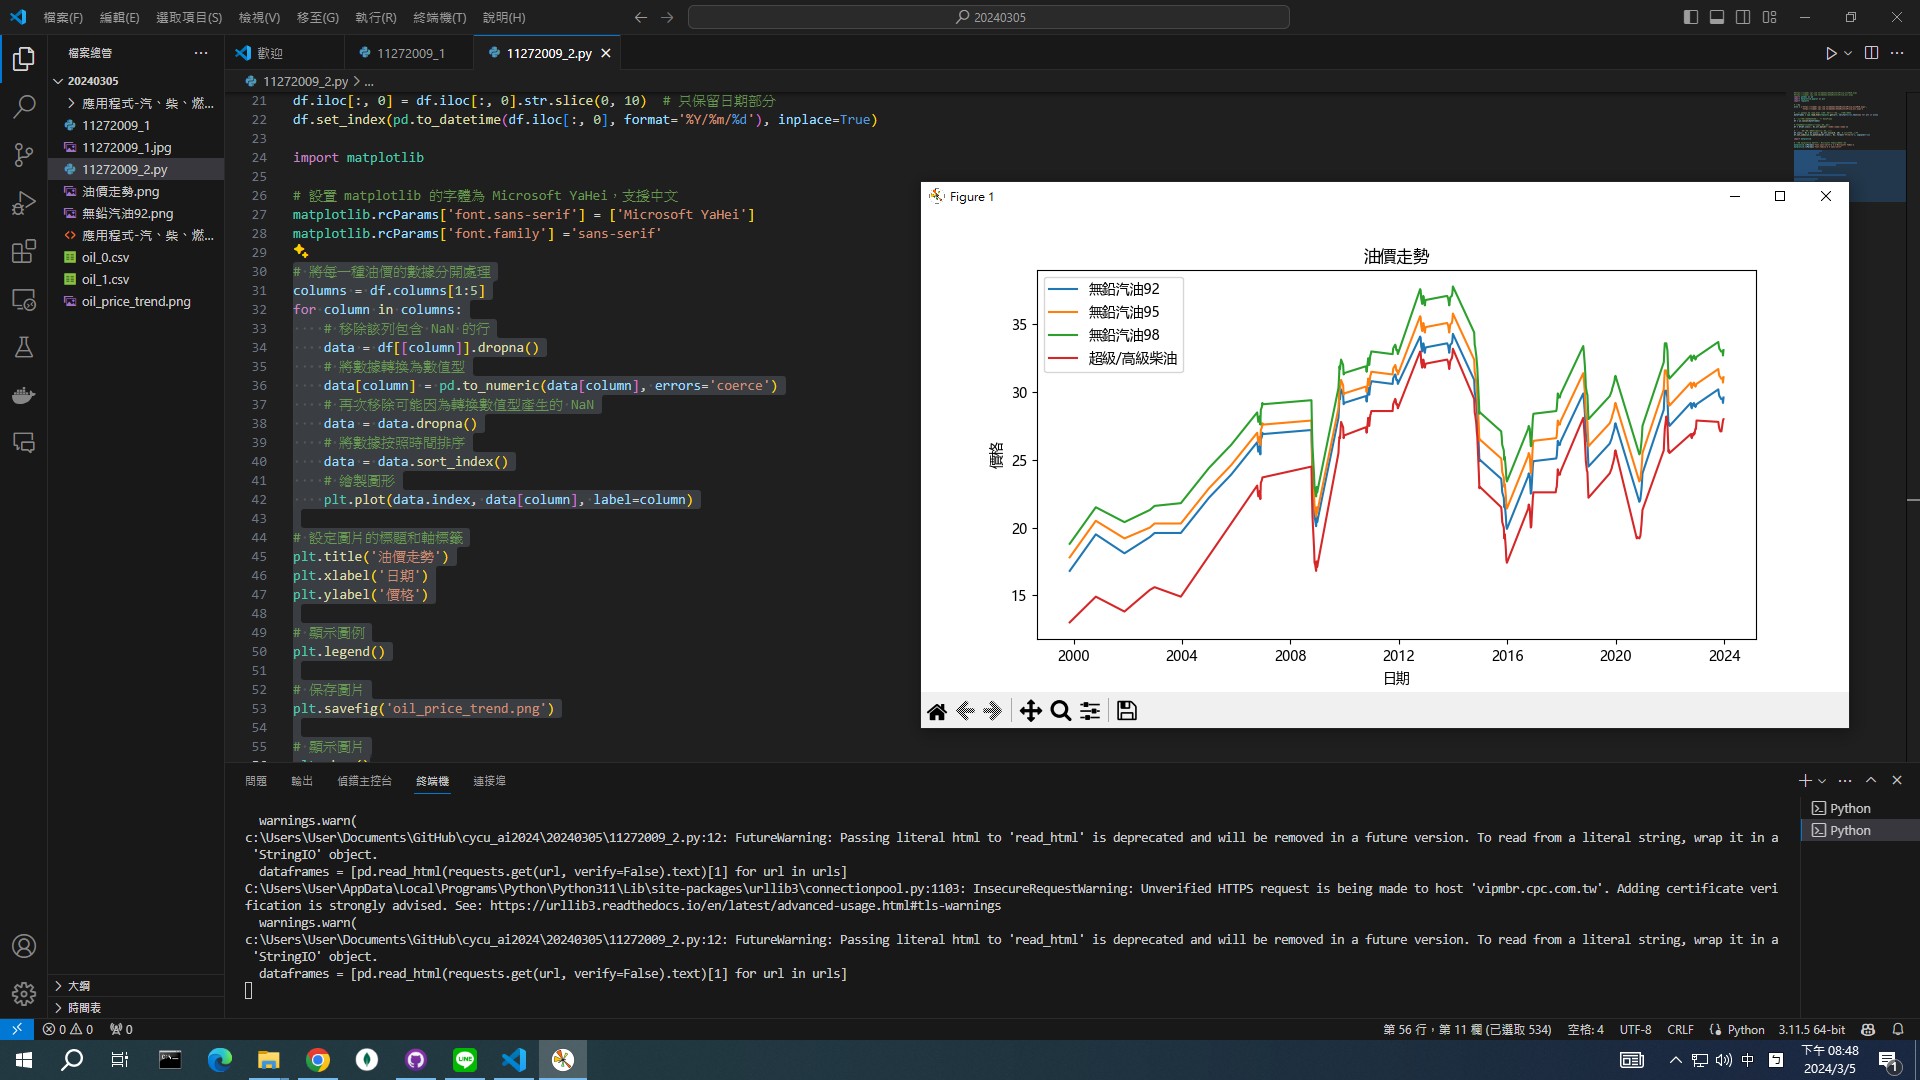 檔案(F) 編輯(E) 選取項目(S) 檢視(V) 移至(G) 執行(R) 終端機(T) 說明(H) 20240305
檔案總管
20240305
應用程式-汽、柴、燃...
11272009_1
11272009_1.jpg
11272009_2.py
油價走勢.png
無鉛汽油92.png
應用程式-汽、柴、燃...
oil_0.csv
oil_1.csv
oil_price_trend.png
大綱
時間表
歡迎 11272009_1 11272009_2.py
11272009_2.py > ...
21 df.iloc[:, 0] = df.iloc[:, 0].str.slice(0, 10)  # 只保留日期部分
22 df.set_index(pd.to_datetime(df.iloc[:, 0], format='%Y/%m/%d'), inplace=True)
23
24 import matplotlib
25
26 # 設置 matplotlib 的字體為 Microsoft YaHei，支援中文
27 matplotlib.rcParams['font.sans-serif'] = ['Microsoft YaHei']
28 matplotlib.rcParams['font.family'] ='sans-serif'
29
30 # 將每一種油價的數據分開處理
31 columns = df.columns[1:5]
32 for column in columns:
33     # 移除該列包含 NaN 的行
34     data = df[[column]].dropna()
35     # 將數據轉換為數值型
36     data[column] = pd.to_numeric(data[column], errors='coerce')
37     # 再次移除可能因為轉換數值型產生的 NaN
38     data = data.dropna()
39     # 將數據按照時間排序
40     data = data.sort_index()
41     # 繪製圖形
42     plt.plot(data.index, data[column], label=column)
43
44 # 設定圖片的標題和軸標籤
45 plt.title('油價走勢')
46 plt.xlabel('日期')
47 plt.ylabel('價格')
48
49 # 顯示圖例
50 plt.legend()
51
52 # 保存圖片
53 plt.savefig('oil_price_trend.png')
54
55 # 顯示圖片
Figure 1
油價走勢
無鉛汽油92
無鉛汽油95
無鉛汽油98
超級/高級柴油
35
30
25
20
15
價格
2000 2004 2008 2012 2016 2020 2024
日期
問題 輸出 偵錯主控台 終端機 連接埠
Python
Python
warnings.warn(
c:\Users\User\Documents\GitHub\cycu_ai2024\20240305\11272009_2.py:12: FutureWarning: Passing literal html to 'read_html' is deprecated and will be removed in a future version. To read from a literal string, wrap it in a
'StringIO' object.
dataframes = [pd.read_html(requests.get(url, verify=False).text)[1] for url in urls]
C:\Users\User\AppData\Local\Programs\Python\Python311\Lib\site-packages\urllib3\connectionpool.py:1103: InsecureRequestWarning: Unverified HTTPS request is being made to host 'vipmbr.cpc.com.tw'. Adding certificate veri
fication is strongly advised. See: https://urllib3.readthedocs.io/en/latest/advanced-usage.html#tls-warnings
warnings.warn(
c:\Users\User\Documents\GitHub\cycu_ai2024\20240305\11272009_2.py:12: FutureWarning: Passing literal html to 'read_html' is deprecated and will be removed in a future version. To read from a literal string, wrap it in a
'StringIO' object.
dataframes = [pd.read_html(requests.get(url, verify=False).text)[1] for url in urls]
0 0 0 第 56 行，第 11 欄 (已選取 534) 空格: 4 UTF-8 CRLF Python 3.11.5 64-bit
LINE 中 下午 08:48
2024/3/5 1